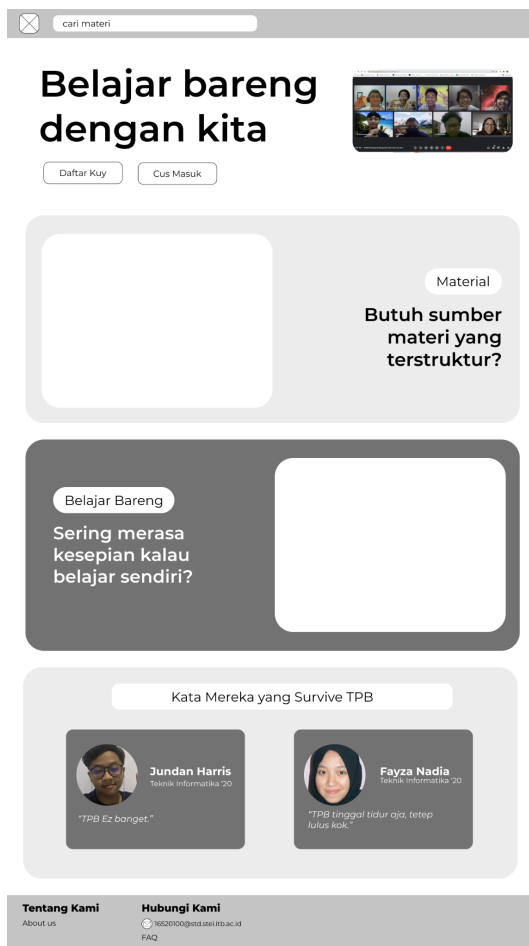 cari materi
Belajar bareng
dengan kita
Daftar Kuy
Cus Masuk
Material
Butuh sumber
materi yang
terstruktur?
Belajar Bareng
Sering merasa
kesepian kalau
belajar sendiri?
Kata Mereka yang Survive TPB
Jundan Harris
Teknik Informatika '20
“TPB Ez banget.”
Fayza Nadia
Teknik Informatika '20
“TPB tinggal tidur aja, tetep
lulus kok.”
Tentang Kami
About us
Hubungi Kami
16520100@std.stei.itb.ac.id
FAQ